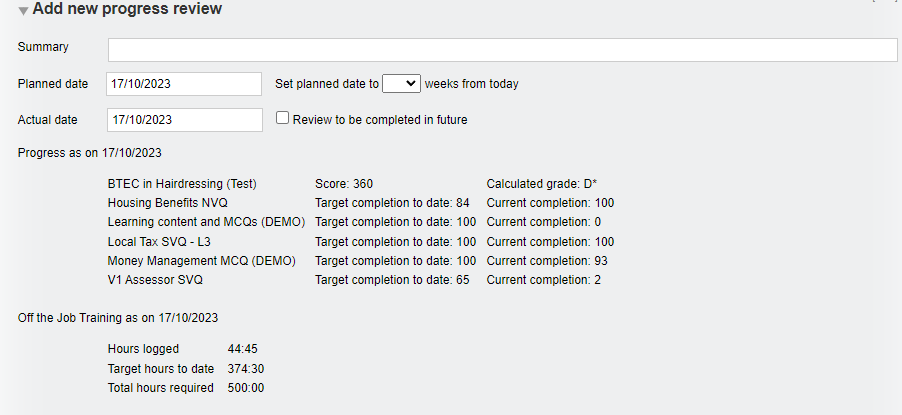 Add new progress review
Summary
Planned date 17/10/2023 Set planned date to weeks from today
Actual date 17/10/2023 Review to be completed in future
Progress as on 17/10/2023
BTEC in Hairdressing (Test) Score: 360 Calculated grade: D*
Housing Benefits NVQ Target completion to date: 84 Current completion: 100
Learning content and MCQs (DEMO) Target completion to date: 100 Current completion: 0
Local Tax SVQ - L3 Target completion to date: 100 Current completion: 100
Money Management MCQ (DEMO) Target completion to date: 100 Current completion: 93
V1 Assessor SVQ Target completion to date: 65 Current completion: 2
Off the Job Training as on 17/10/2023
Hours logged 44:45
Target hours to date 374:30
Total hours required 500:00